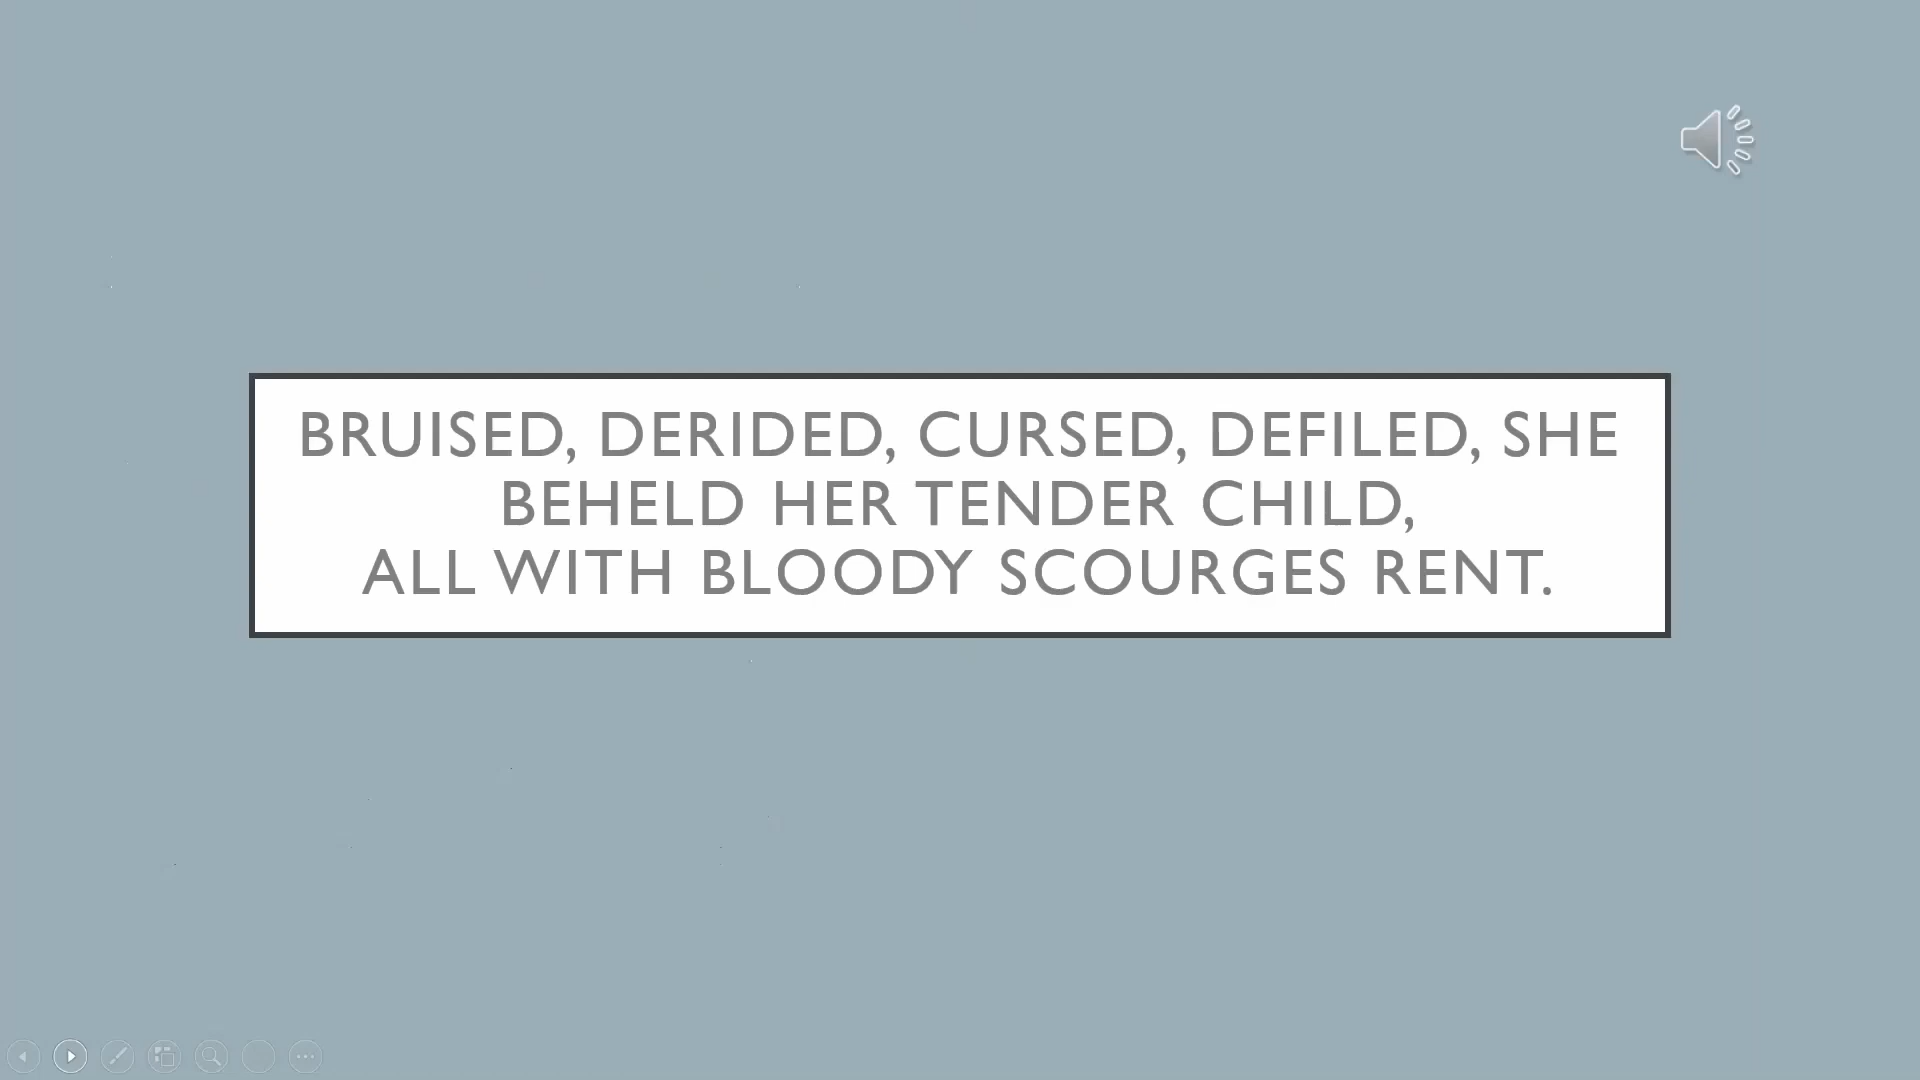 BRUISED, DERIDED, CURSED, DEFILED, SHE
BEHELD HER TENDER CHILD,
ALL WITH BLOODY SCOURGES RENT.